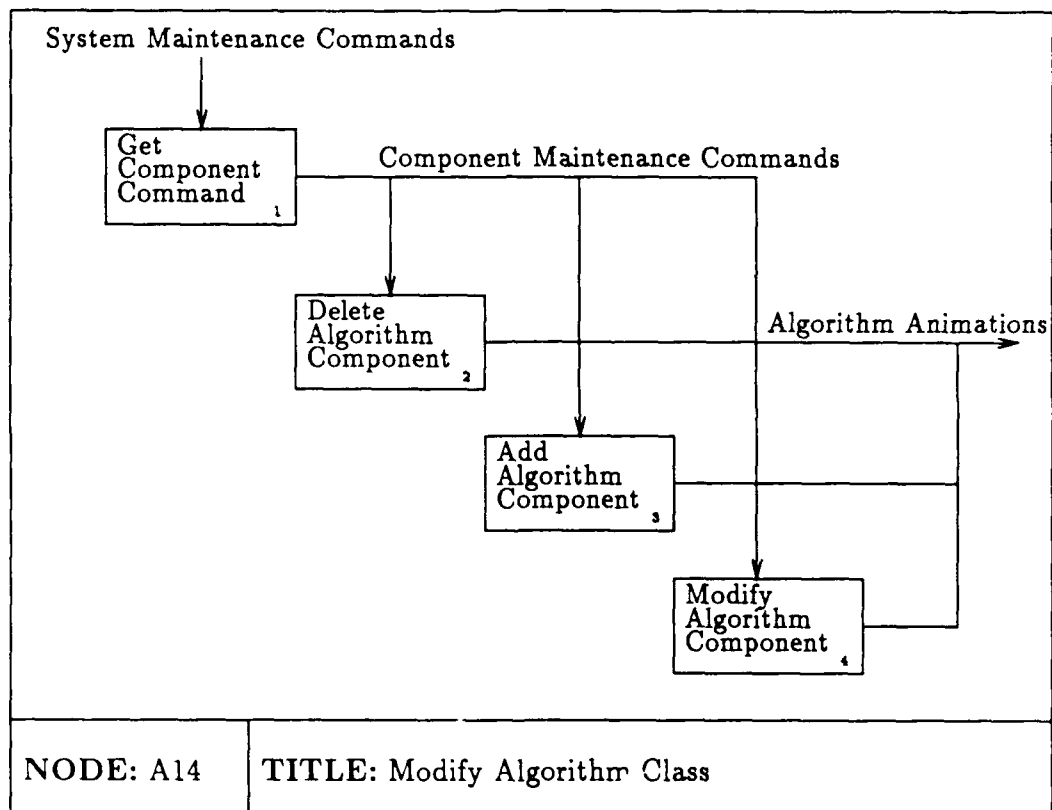 System Maintenance Commands
Get
Component
Command
1
Component Maintenance Commands
Delete
Algorithm
Component
2
Algorithm Animations
Add
Algorithm
Component
3
Modify
Algorithm
Component
4
NODE: A14
TITLE: Modify Algorithm Class